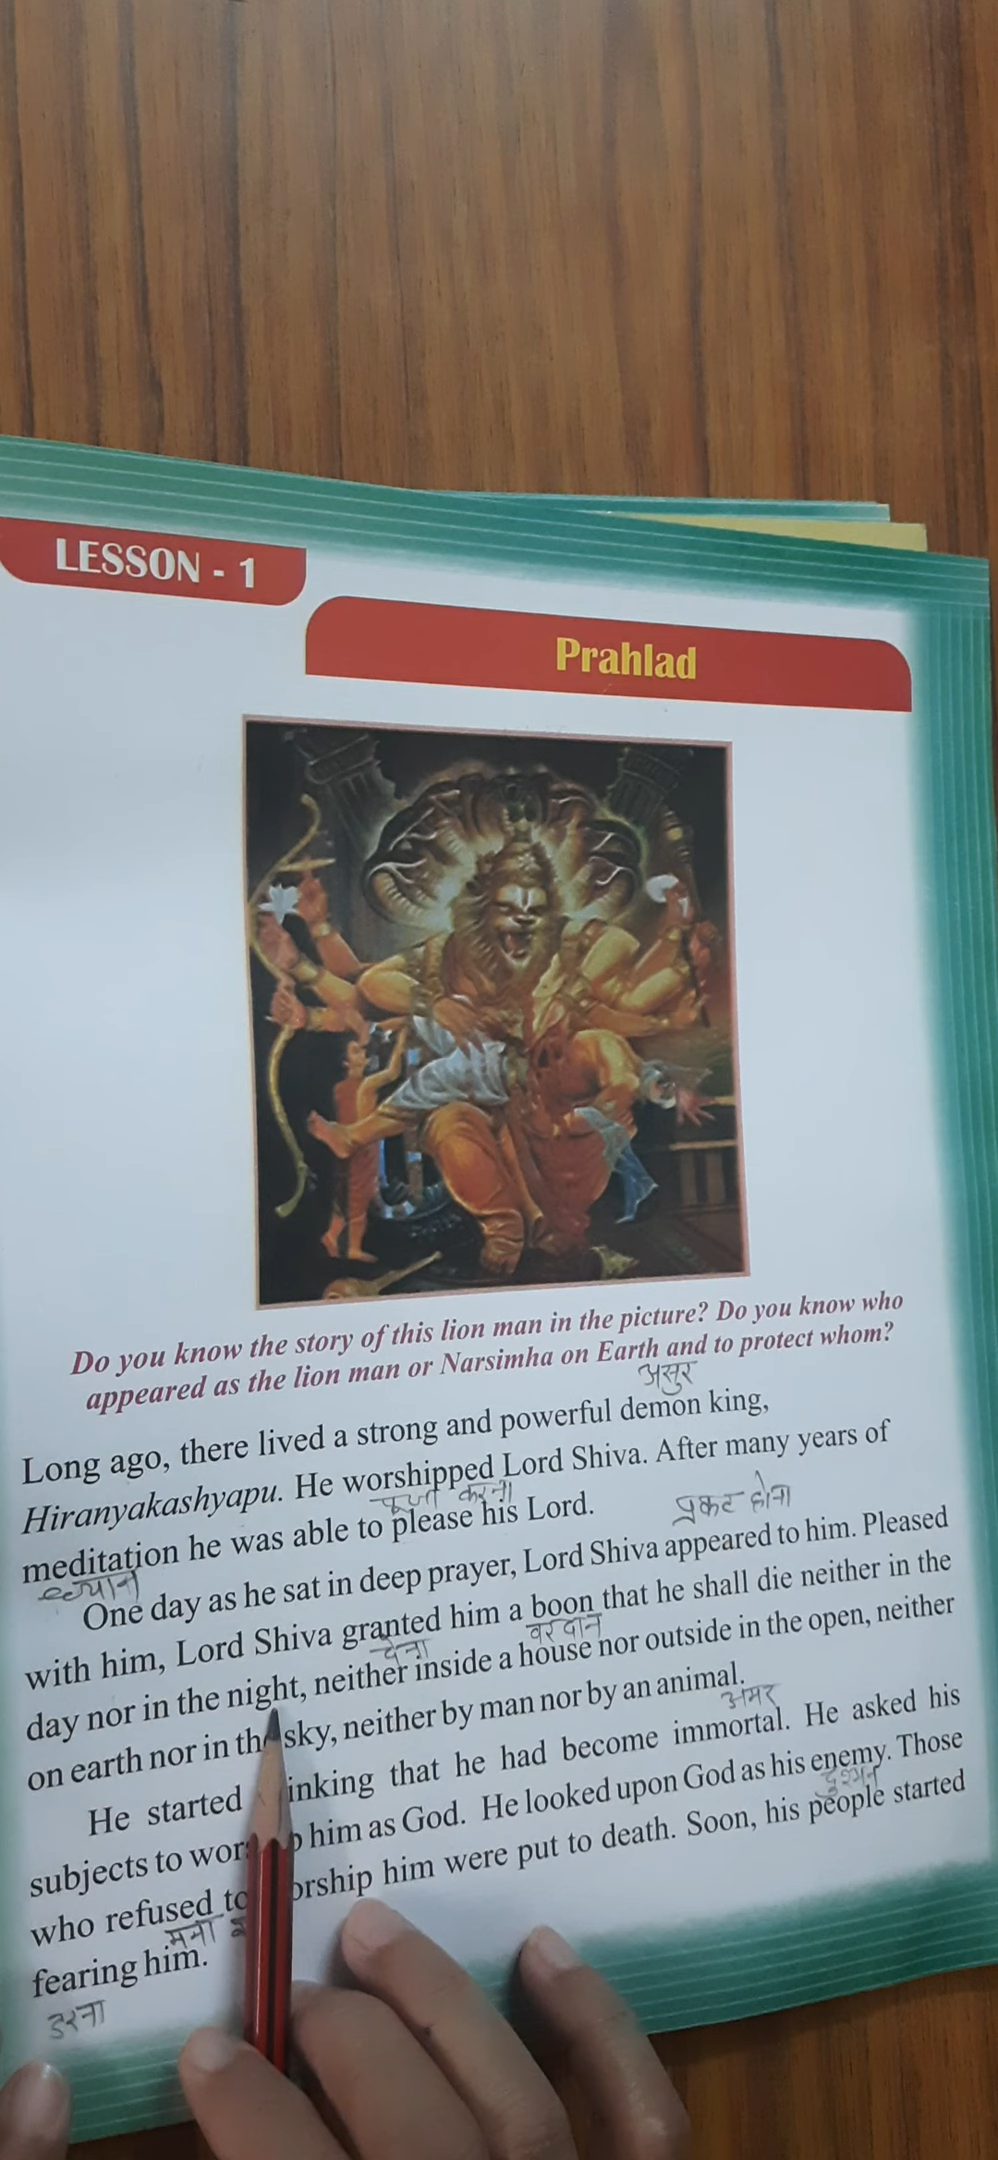 LESSON - 1
Prahlad
Do you know the story of this lion man in the picture? Do you know who
appeared as the lion man or Narsimha on Earth and to protect whom?
असुर
Long ago, there lived a strong and powerful demon king,
Hiranyakashyapu. He worshipped Lord Shiva. After many years of
पूजा करना प्रकट होना
meditation he was able to please his Lord.
ध्यान
One day as he sat in deep prayer, Lord Shiva appeared to him. Pleased
with him, Lord Shiva granted him a boon that he shall die neither in the
देना वरदान
day nor in the night, neither inside a house nor outside in the open, neither
on earth nor in the sky, neither by man nor by an animal.
अमर
He started inking that he had become immortal. He asked his
subjects to wor p him as God. He looked upon God as his enemy. Those
दुश्मन
who refused to orship him were put to death. Soon, his people started
मना
fearing him.
डरना